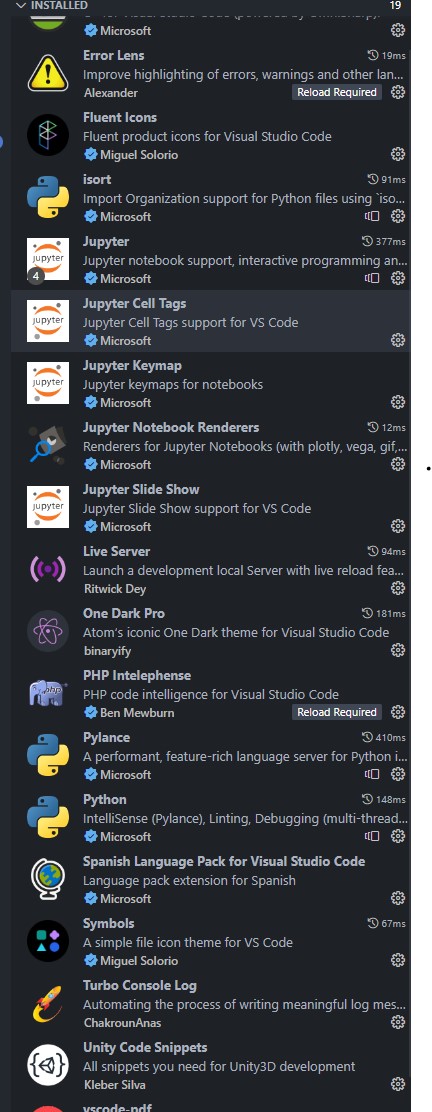 INSTALLED 19
Microsoft
Error Lens 19ms
Improve highlighting of errors, warnings and other lan...
Alexander Reload Required
Fluent Icons
Fluent product icons for Visual Studio Code
Miguel Solorio
isort 91ms
Import Organization support for Python files using `iso...
Microsoft
Jupyter 377ms
jupyter
Jupyter notebook support, interactive programming an...
4 Microsoft
Jupyter Cell Tags
jupyter
Jupyter Cell Tags support for VS Code
Microsoft
Jupyter Keymap
jupyter
Jupyter keymaps for notebooks
Microsoft
Jupyter Notebook Renderers 12ms
Renderers for Jupyter Notebooks (with plotly, vega, gif,...
Microsoft
Jupyter Slide Show
jupyter
Jupyter Slide Show support for VS Code
Microsoft
Live Server 94ms
Launch a development local Server with live reload fea...
Ritwick Dey
One Dark Pro 181ms
Atom's iconic One Dark theme for Visual Studio Code
binaryify
PHP Intelephense
php
PHP code intelligence for Visual Studio Code
Ben Mewburn Reload Required
Pylance 410ms
A performant, feature-rich language server for Python i...
Microsoft
Python 148ms
IntelliSense (Pylance), Linting, Debugging (multi-thread...
Microsoft
Spanish Language Pack for Visual Studio Code
Language pack extension for Spanish
Microsoft
Symbols 67ms
A simple file icon theme for VS Code
Miguel Solorio
Turbo Console Log
Automating the process of writing meaningful log mes...
ChakrounAnas
Unity Code Snippets
All snippets you need for Unity3D development
Kleber Silva
vscode-pdf